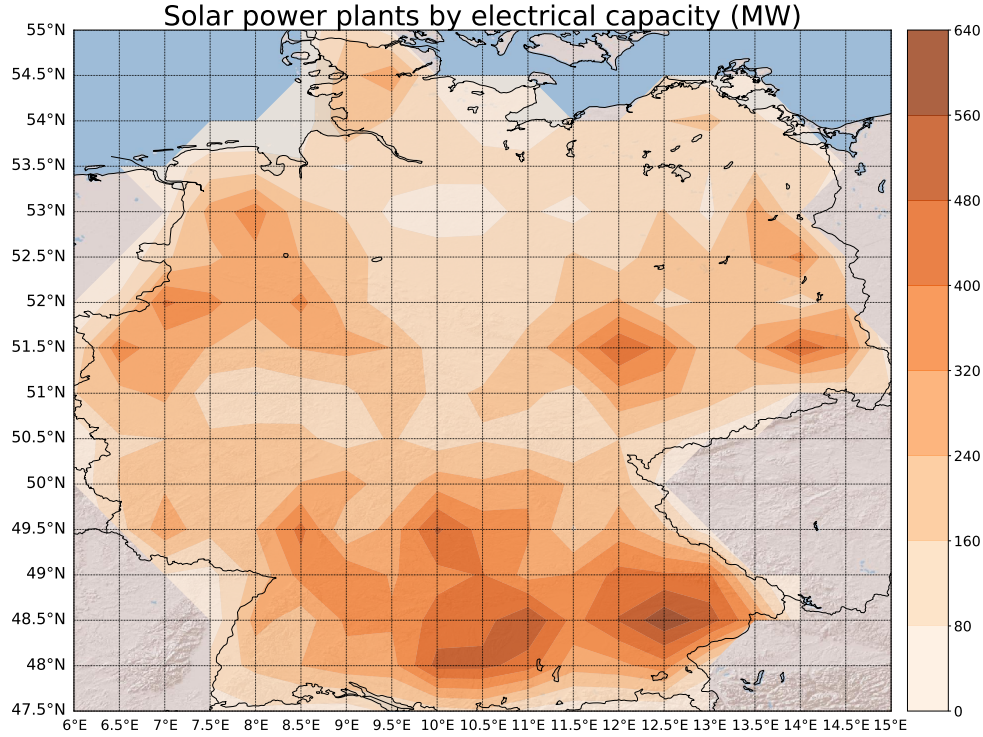 Solar power plants by electrical capacity (MW)
55°N
54.5°N
54°N
53.5°N
53°N
52.5°N
52°N
51.5°N
51°N
50.5°N
50°N
49.5°N
49°N
48.5°N
48°N
47.5°N
6°E 6.5°E 7°E 7.5°E 8°E 8.5°E 9°E 9.5°E 10°E 10.5°E 11°E 11.5°E 12°E 12.5°E 13°E 13.5°E 14°E 14.5°E 15°E
640
560
480
400
320
240
160
80
0